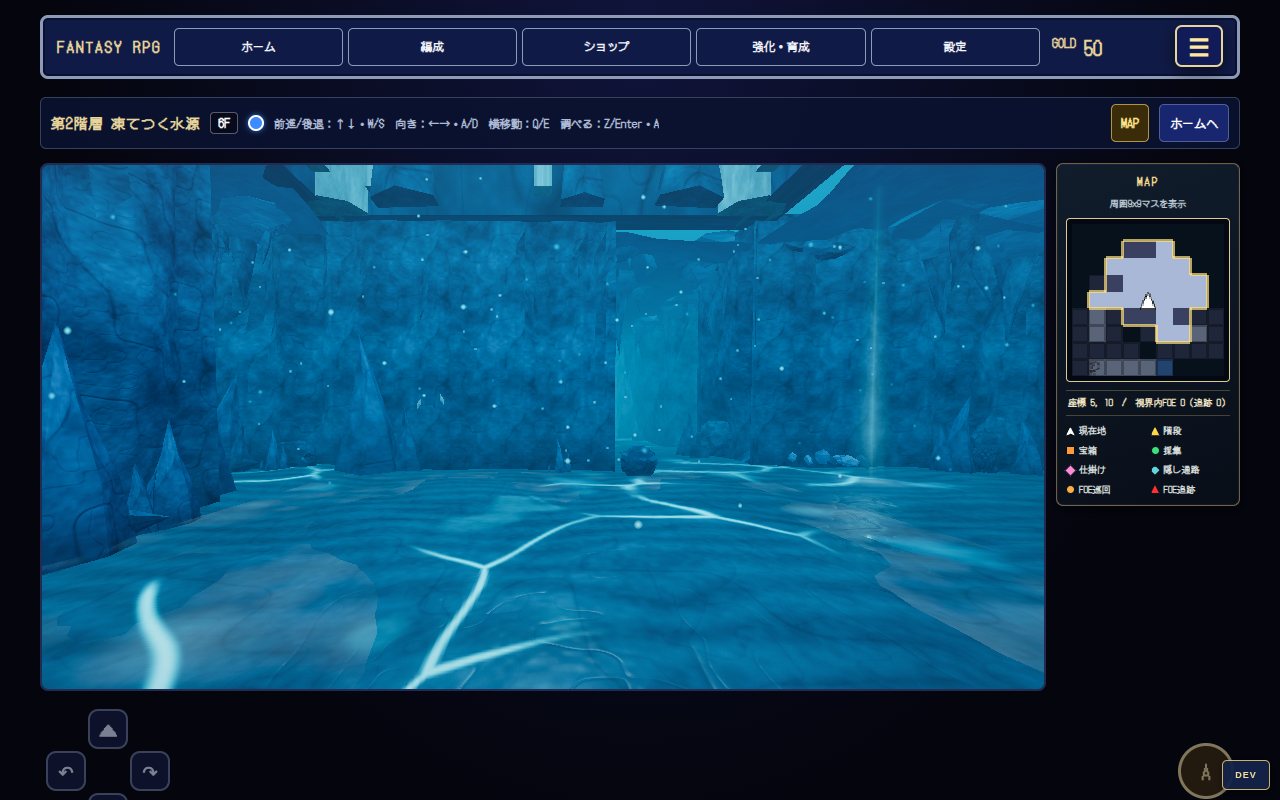 FANTASY RPG
ホーム
編成
ショップ
強化・育成
設定
GOLD 50
第2階層 凍てつく水源 6F
前進/後退：↑↓・W/S 向き：←→・A/D 横移動：Q/E 調べる：Z/Enter・A
MAP
ホームへ
MAP
周囲9x9マスを表示
座標 5, 10 / 視界内FOE 0 (追跡 0)
現在地
階段
宝箱
採集
仕掛け
隠し通路
FOE巡回
FOE追跡
A
DEV